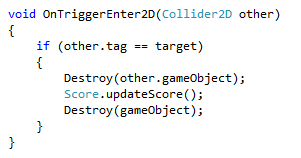 void OnTriggerEnter2D(Collider2D other)
{
    if (other.tag == target)
    {
        Destroy(other.gameObject);
        Score.updateScore();
        Destroy(gameObject);
    }
}